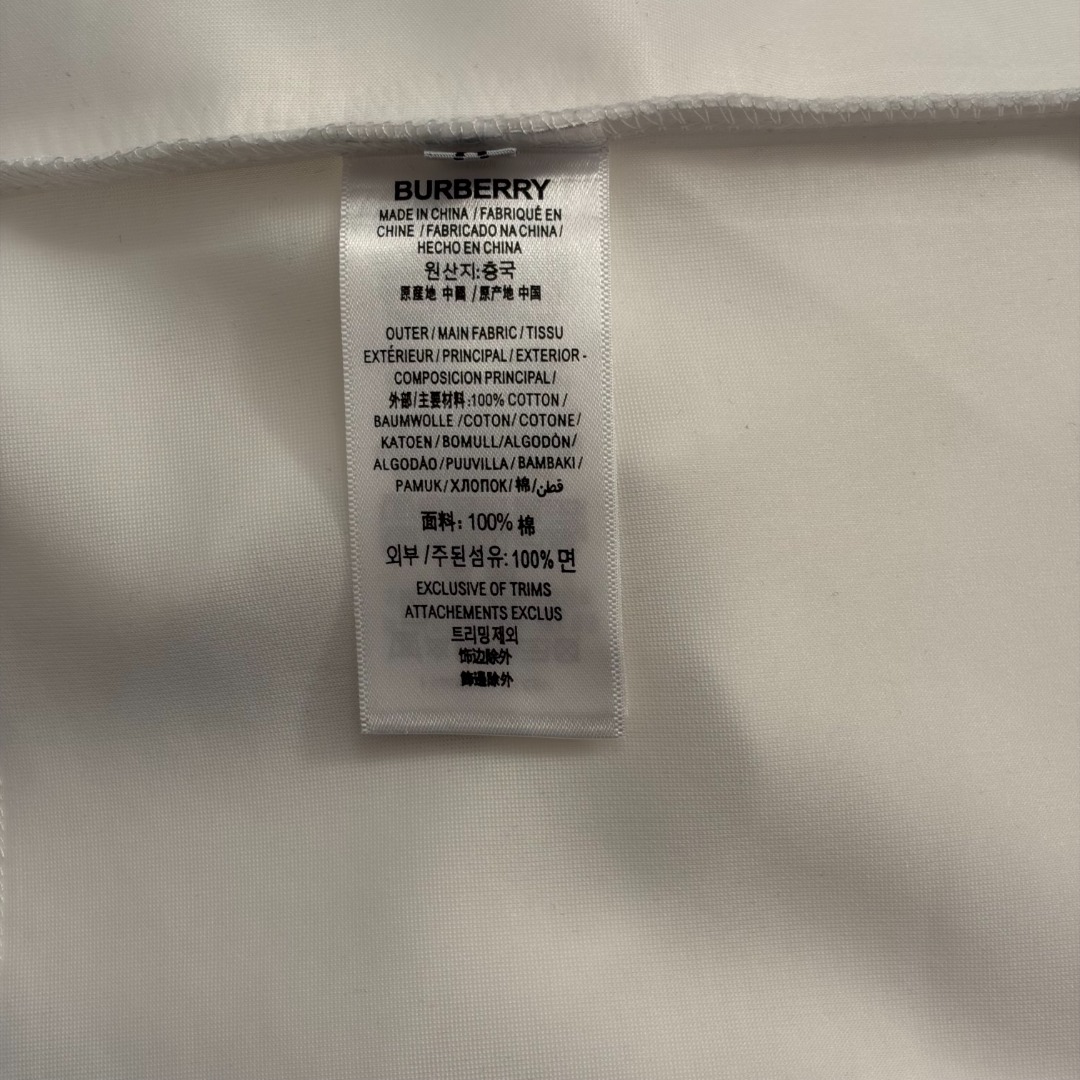 BURBERRY
MADE IN CHINA / FABRIQUÉ EN
CHINE / FABRICADO NA CHINA /
HECHO EN CHINA
원산지:충국
原産地 中國 / 原产地 中国
OUTER / MAIN FABRIC / TISSU
EXTÉRIEUR / PRINCIPAL / EXTERIOR -
COMPOSICION PRINCIPAL /
外部/主要材料:100% COTTON /
BAUMWOLLE /COTON/ COTONE/
KATOEN / BOMULL/ALGODÒN/
ALGODÃO / PUUVILLA / BAMBAKI /
PAMUK/ ХЛОПОК/ 棉/قطن
面料: 100% 棉
외부 /주된섬유:100% 면
EXCLUSIVE OF TRIMS
ATTACHEMENTS EXCLUS
트리밍제외
饰边除外
飾邊除外